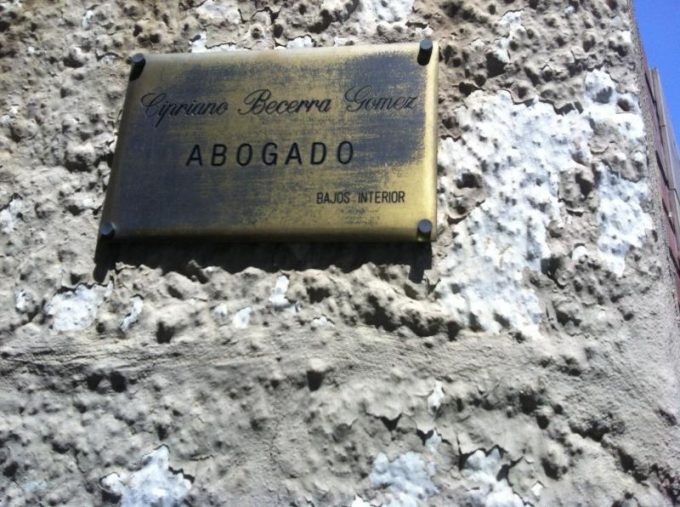 Cipriano Becerra Gomez
ABOGADO
BAJOS INTERIOR